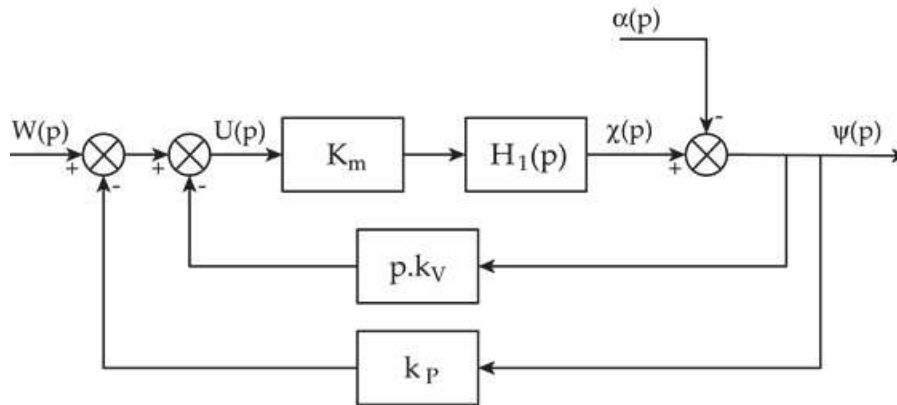 α(p)
W(p)
U(p)
K_m
H_1(p)
χ(p)
ψ(p)
+
-
+
-
+
-
p.k_V
k_P